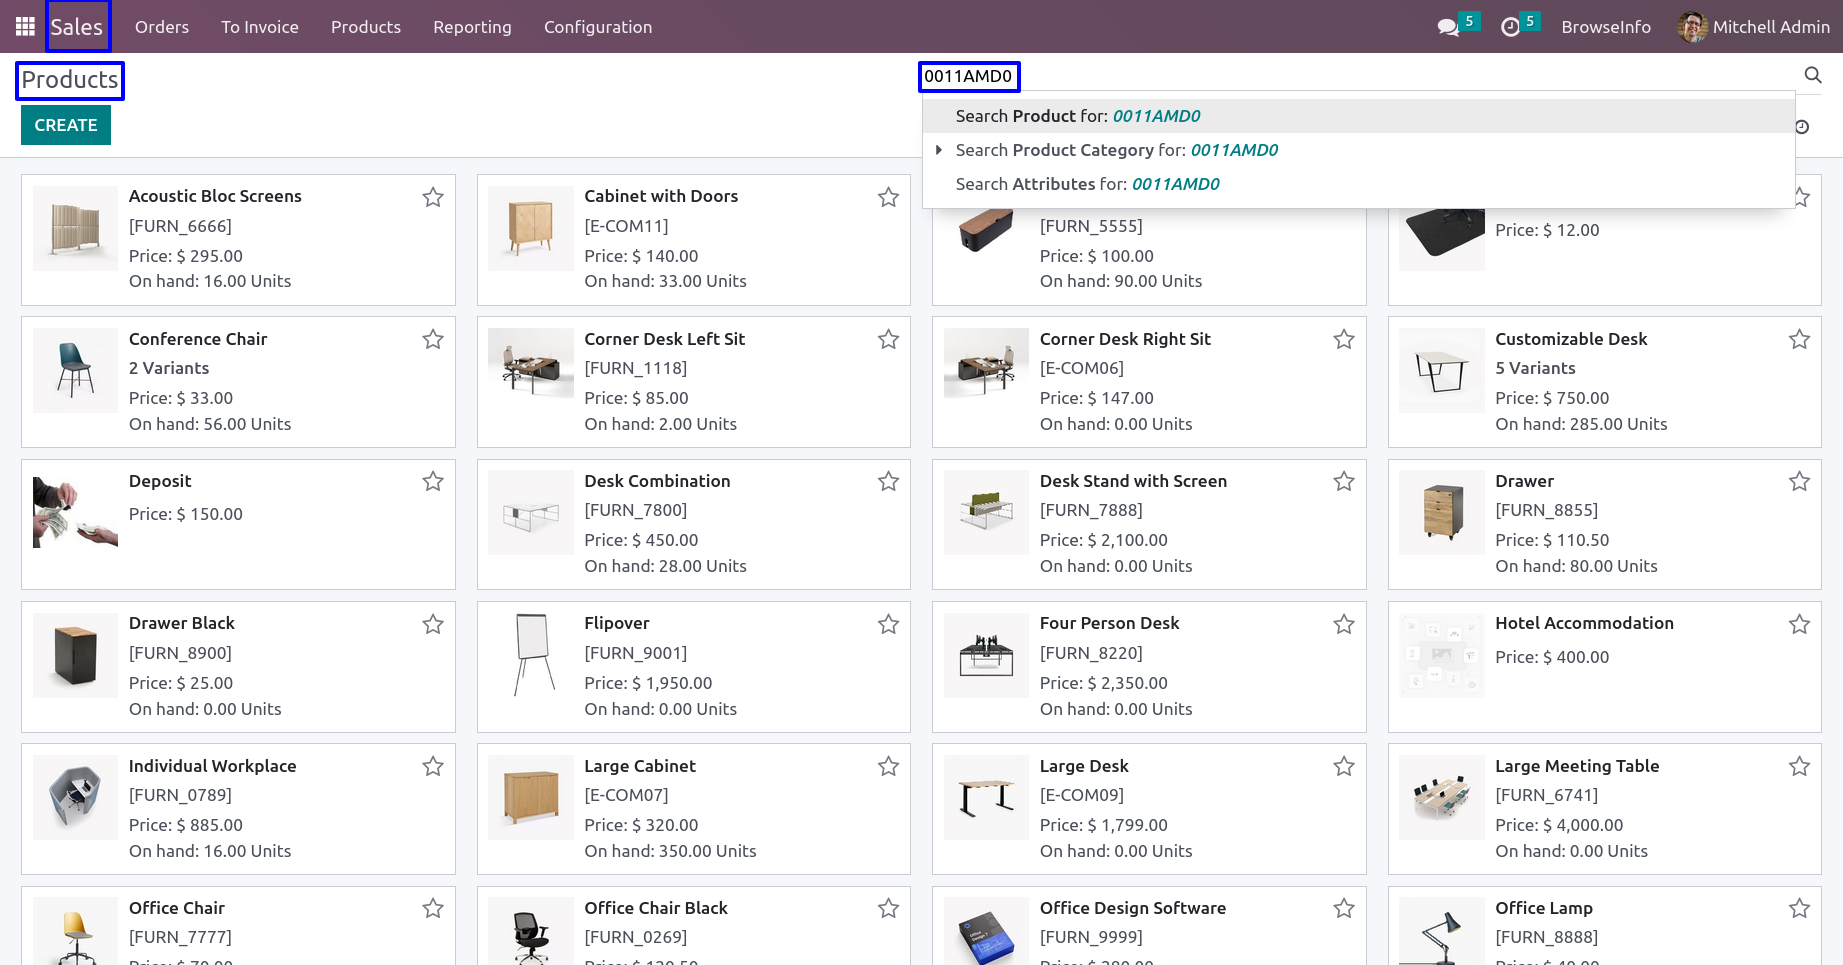 Sales Orders To Invoice Products Reporting Configuration 5 5 BrowseInfo Mitchell Admin
Products
0011AMD0
CREATE
Search Product for: 0011AMD0
Search Product Category for: 0011AMD0
Search Attributes for: 0011AMD0
Acoustic Bloc Screens
[FURN_6666]
Price: $ 295.00
On hand: 16.00 Units
Cabinet with Doors
[E-COM11]
Price: $ 140.00
On hand: 33.00 Units
[FURN_5555]
Price: $ 100.00
On hand: 90.00 Units
Price: $ 12.00
Conference Chair
2 Variants
Price: $ 33.00
On hand: 56.00 Units
Corner Desk Left Sit
[FURN_1118]
Price: $ 85.00
On hand: 2.00 Units
Corner Desk Right Sit
[E-COM06]
Price: $ 147.00
On hand: 0.00 Units
Customizable Desk
5 Variants
Price: $ 750.00
On hand: 285.00 Units
Deposit
Price: $ 150.00
Desk Combination
[FURN_7800]
Price: $ 450.00
On hand: 28.00 Units
Desk Stand with Screen
[FURN_7888]
Price: $ 2,100.00
On hand: 0.00 Units
Drawer
[FURN_8855]
Price: $ 110.50
On hand: 80.00 Units
Drawer Black
[FURN_8900]
Price: $ 25.00
On hand: 0.00 Units
Flipover
[FURN_9001]
Price: $ 1,950.00
On hand: 0.00 Units
Four Person Desk
[FURN_8220]
Price: $ 2,350.00
On hand: 0.00 Units
Hotel Accommodation
Price: $ 400.00
Individual Workplace
[FURN_0789]
Price: $ 885.00
On hand: 16.00 Units
Large Cabinet
[E-COM07]
Price: $ 320.00
On hand: 350.00 Units
Large Desk
[E-COM09]
Price: $ 1,799.00
On hand: 0.00 Units
Large Meeting Table
[FURN_6741]
Price: $ 4,000.00
On hand: 0.00 Units
Office Chair
[FURN_7777]
Price: $ 70.00
Office Chair Black
[FURN_0269]
Price: $ 120.50
Office Design Software
[FURN_9999]
Price: $ 280.00
Office Lamp
[FURN_8888]
Price: $ 40.00